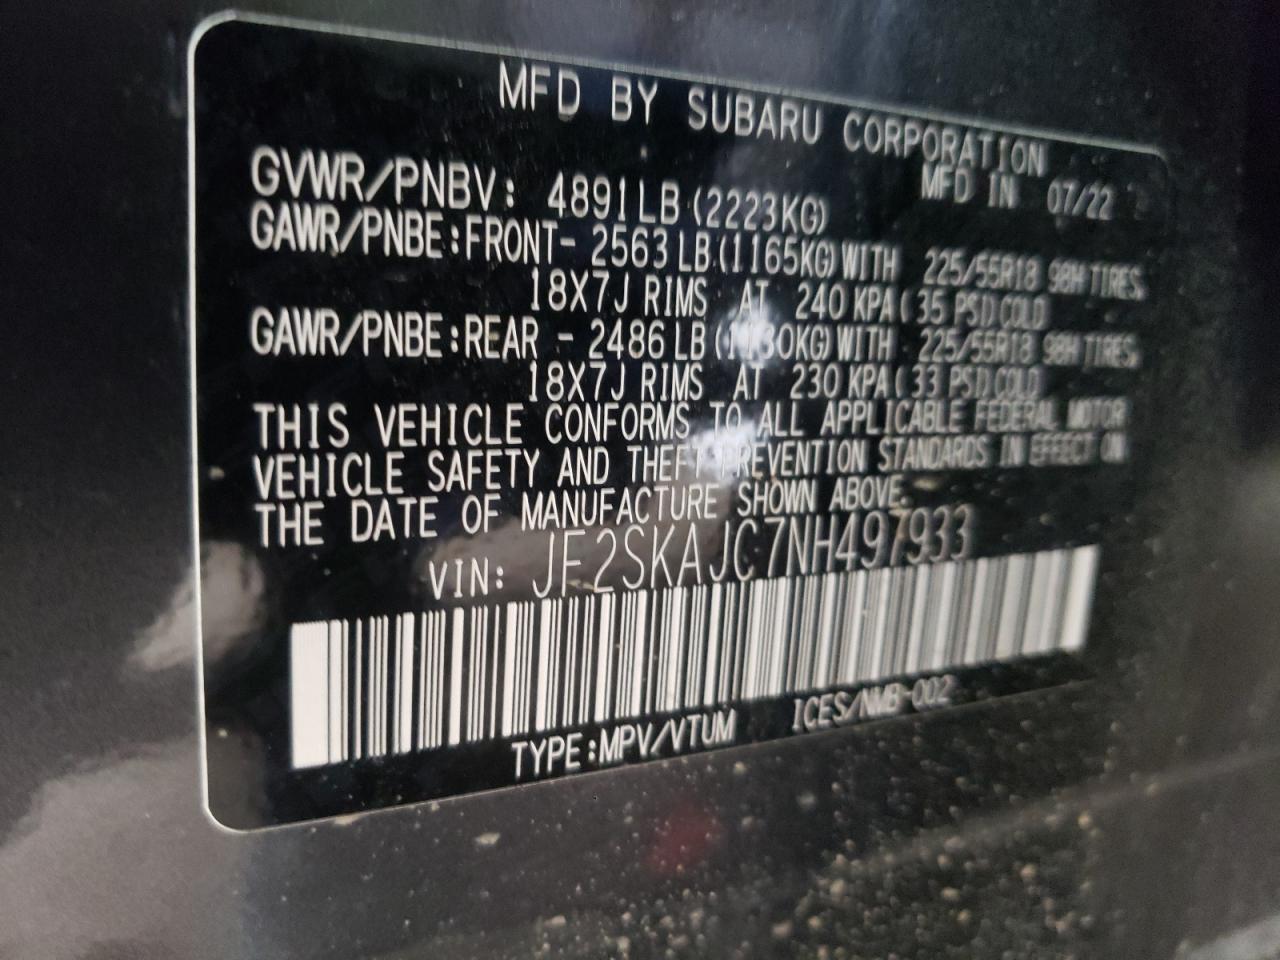 MFD BY SUBARU CORPORATION
MFD IN 07/22
GVWR/PNBV: 4891LB (2223KG)
GAWR/PNBE:FRONT- 2563 LB(1165KG)WITH 225/55R18 98H TIRES,
18X7J RIMS AT 240 KPA(35 PSI)COLD
GAWR/PNBE:REAR - 2486 LB (1130KG)WITH 225/55R18 98H TIRES,
18X7J RIMS AT 230 KPA(33 PSI)COLD
THIS VEHICLE CONFORMS TO ALL APPLICABLE FEDERAL MOTOR
VEHICLE SAFETY AND THEFT PREVENTION STANDARDS IN EFFECT ON
THE DATE OF MANUFACTURE SHOWN ABOVE.
VIN: JF2SKAJC7NH497933
TYPE:MPV/VTUM ICES/NMB-002